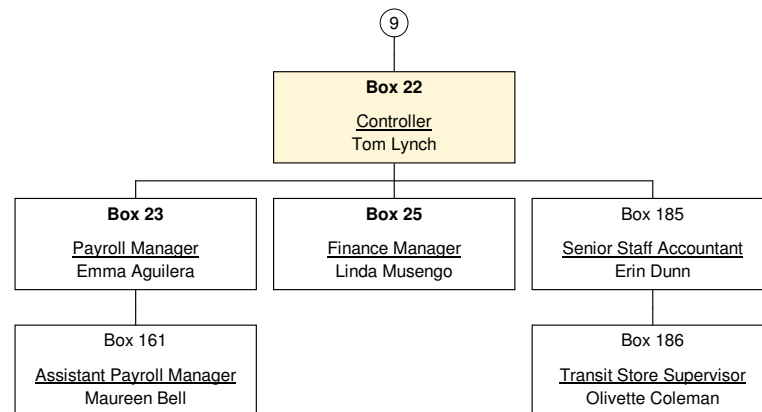 9
Box 22
Controller
Tom Lynch
Box 23
Payroll Manager
Emma Aguilera
Box 25
Finance Manager
Linda Musengo
Box 185
Senior Staff Accountant
Erin Dunn
Box 161
Assistant Payroll Manager
Maureen Bell
Box 186
Transit Store Supervisor
Olivette Coleman